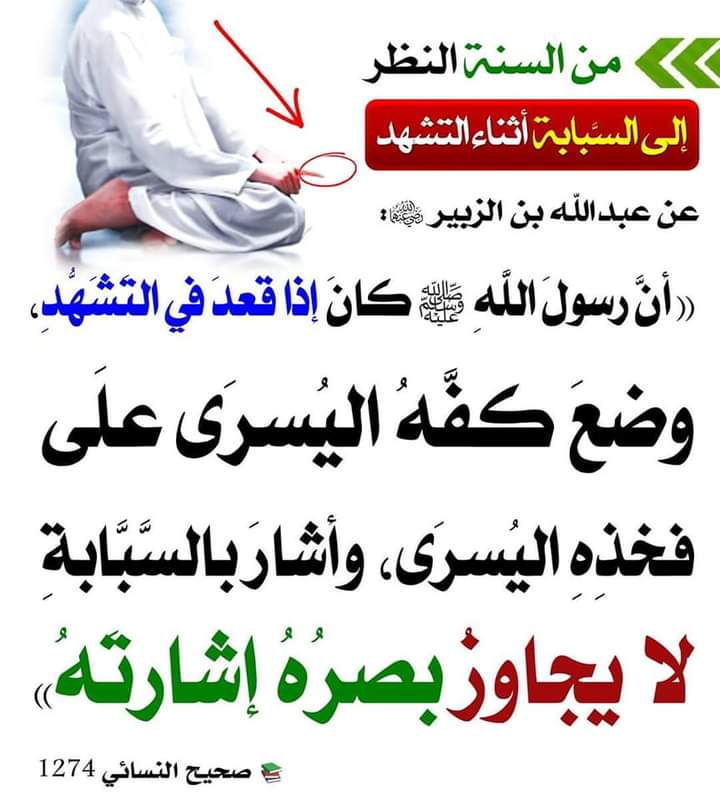 من السنة النظر
إلى السَّبابة أثناء التشهد
عن عبدالله بن الزبير رضي الله عنهما:
((أنَّ رسولَ اللَّهِ ﷺ كانَ إذا قعدَ في التَشَهُّدِ،
وضعَ كفَّهُ اليُسرَى علَى
فخذِهِ اليُسرَى، وأشارَ بالسَّبَّابةِ
لا يجاوزُ بصرُهُ إشارتَهُ))
صحيح النسائي 1274